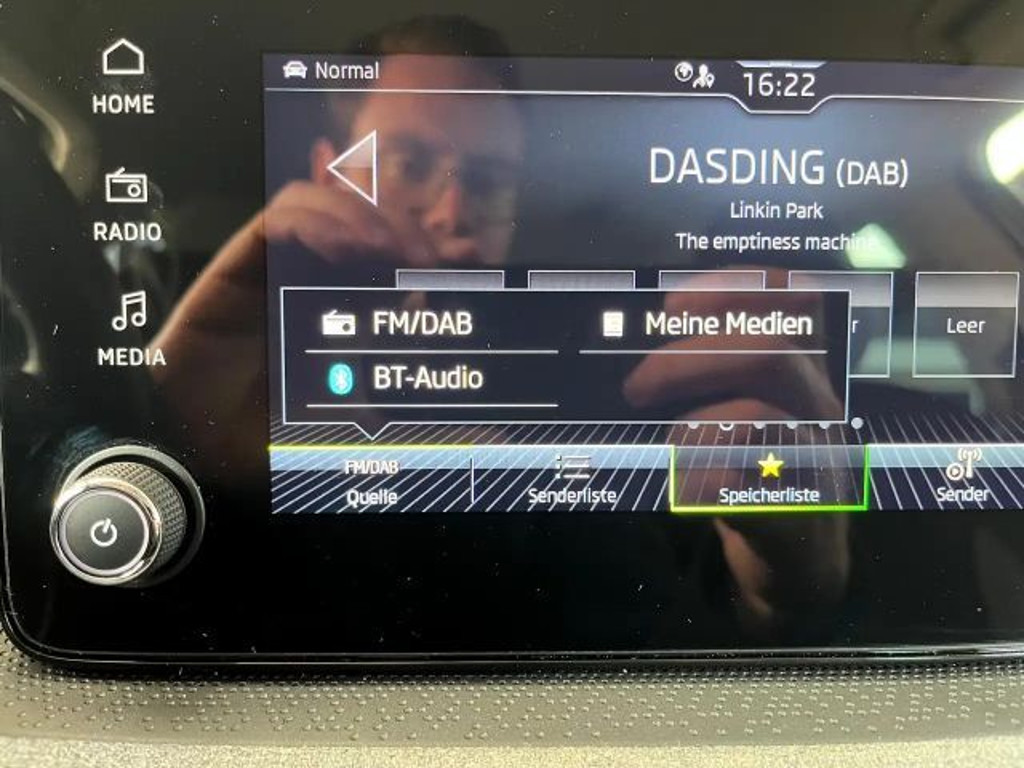 HOME
RADIO
MEDIA
Normal
16:22
DASDING (DAB)
Linkin Park
The emptiness machine
FM/DAB
Meine Medien
BT-Audio
r
Leer
FM/DAB
Quelle
Senderliste
Speicherliste
Sender